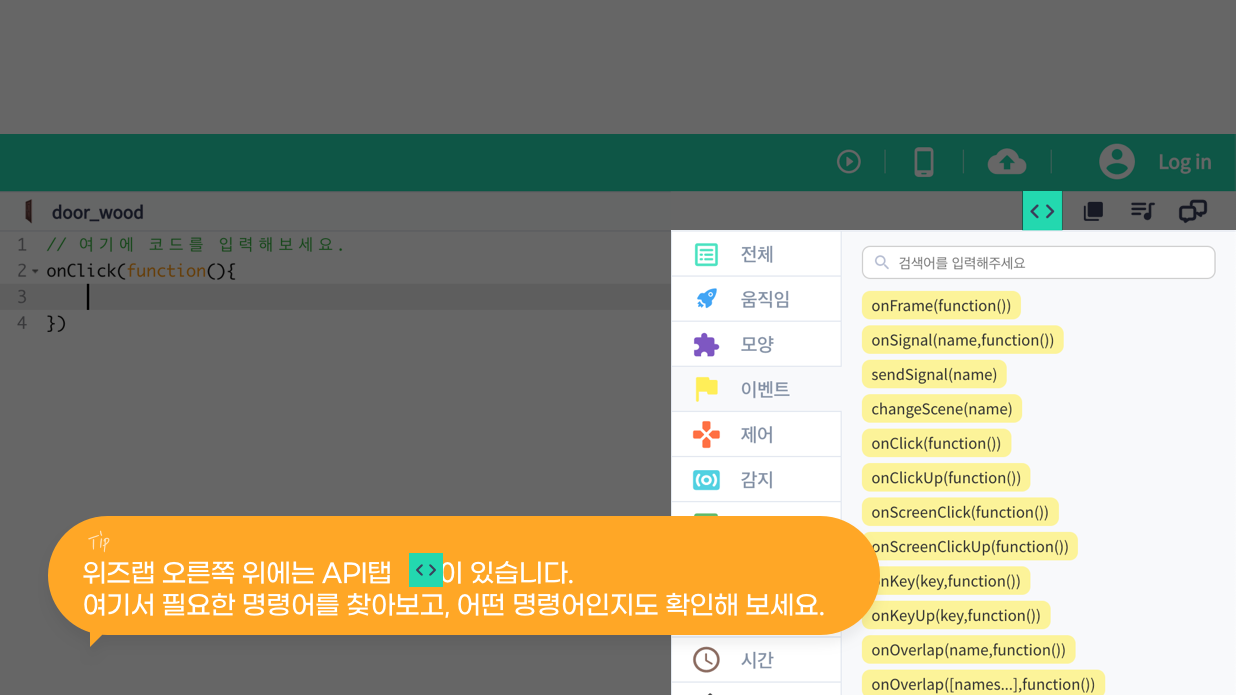 Log in
door_wood
1 // 여기에 코드를 입력해보세요.
2 onClick(function(){
3
4 })
전체
움직임
모양
이벤트
제어
감지
시간
검색어를 입력해주세요
onFrame(function())
onSignal(name,function())
sendSignal(name)
changeScene(name)
onClick(function())
onClickUp(function())
onScreenClick(function())
onScreenClickUp(function())
nKey(key,function())
onKeyUp(key,function())
onOverlap(name,function())
onOverlap([names...],function())
Tip
위즈랩 오른쪽 위에는 API탭 <> 이 있습니다.
여기서 필요한 명령어를 찾아보고, 어떤 명령어인지도 확인해 보세요.